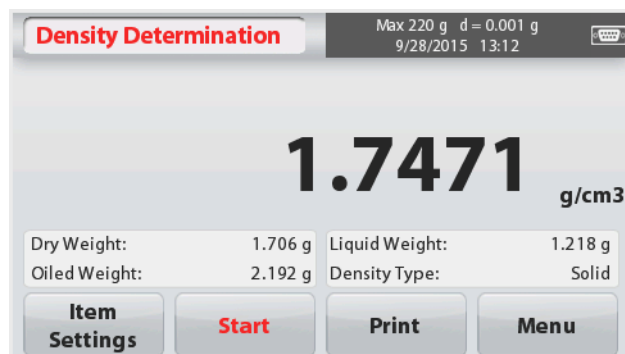 Density Determination
Max 220 g d = 0.001 g
9/28/2015 13:12
1.7471
g/cm3
Dry Weight: 1.706 g
Liquid Weight: 1.218 g
Oiled Weight: 2.192 g
Density Type: Solid
Item
Settings
Start
Print
Menu